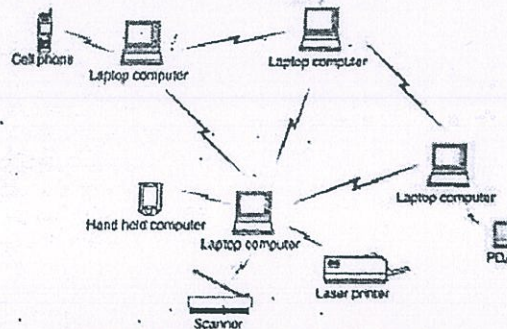 Cell phone
Laptop computer
Laptop computer
Laptop computer
Hand held computer
Laptop computer
PDA
Laser printer
Scanner